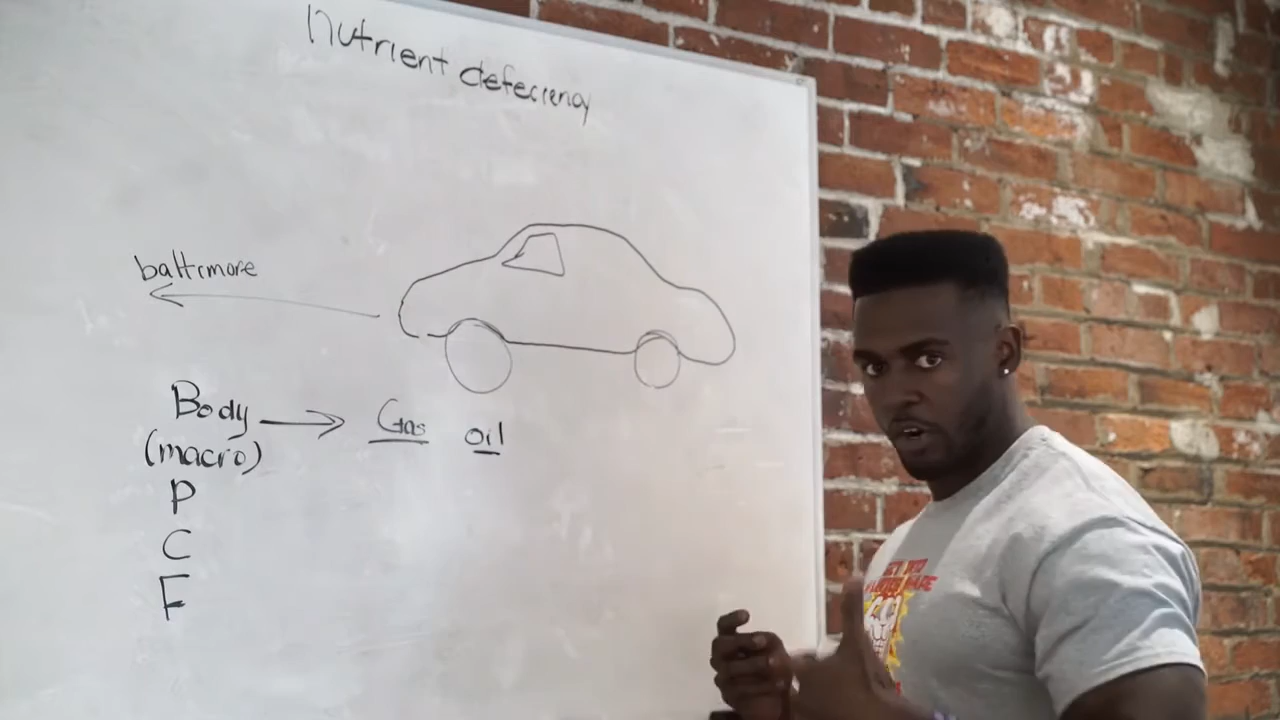 Nutrient defeciency
baltimore
Body → Gas oil
(macro)
P
C
F